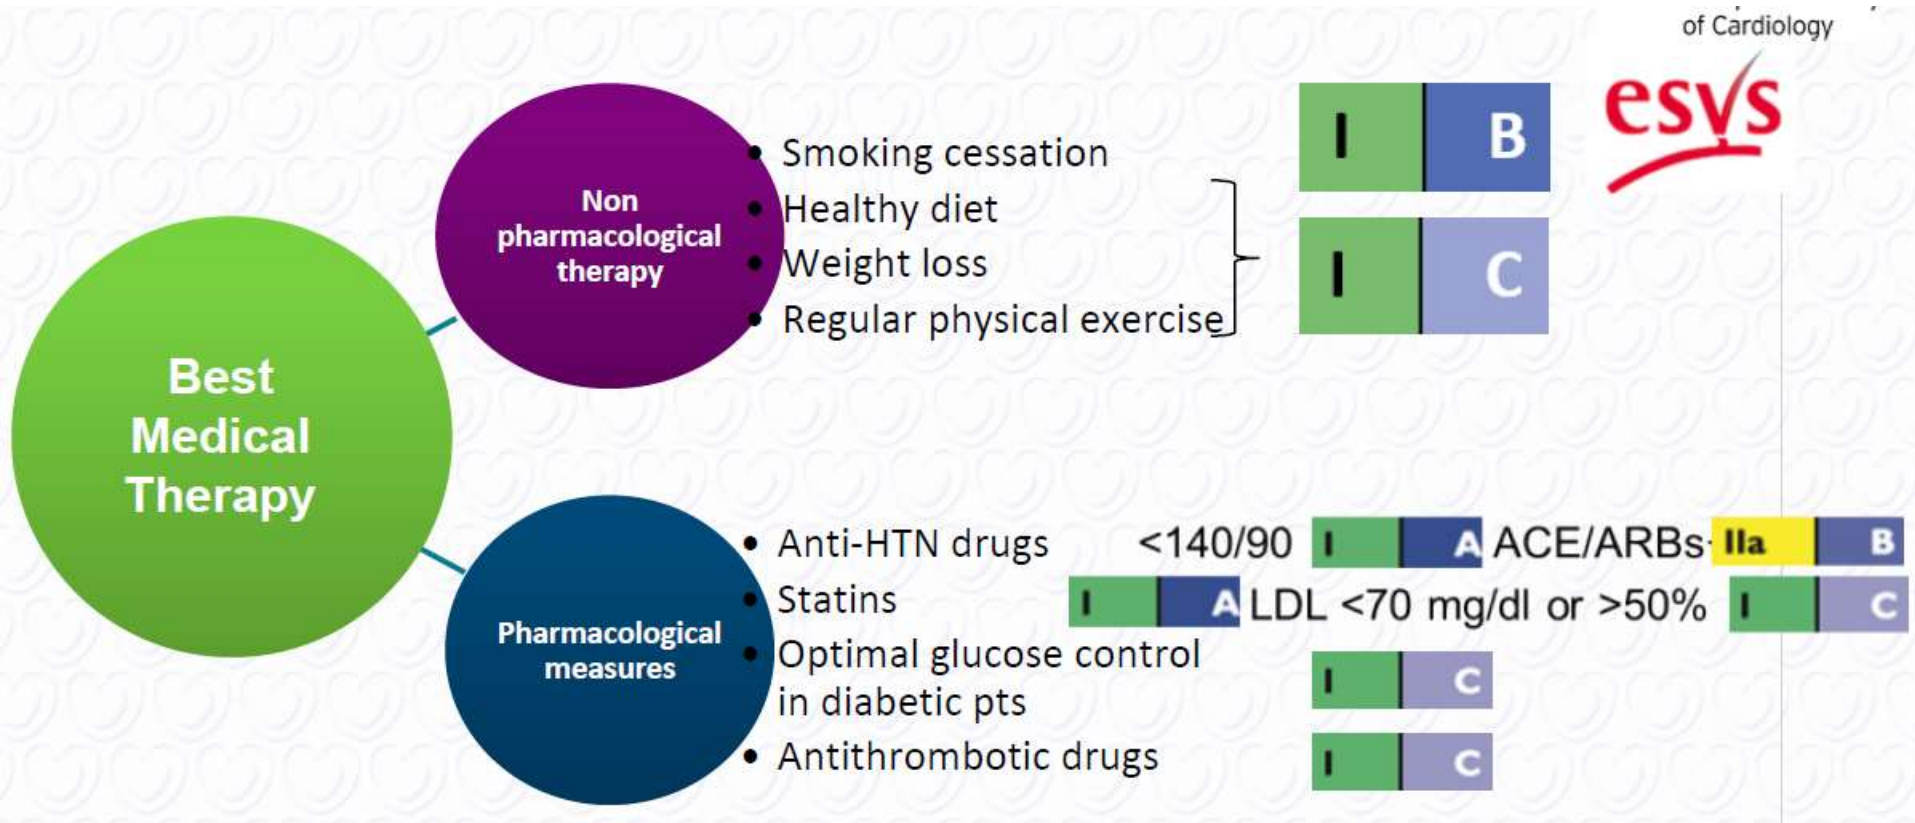 of Cardiology
esvs
Best
Medical
Therapy
Non
pharmacological
therapy
• Smoking cessation I B
• Healthy diet
• Weight loss I C
• Regular physical exercise
Pharmacological
measures
• Anti-HTN drugs <140/90 I A ACE/ARBs IIa B
• Statins I A LDL <70 mg/dl or >50% I C
• Optimal glucose control
in diabetic pts I C
• Antithrombotic drugs I C